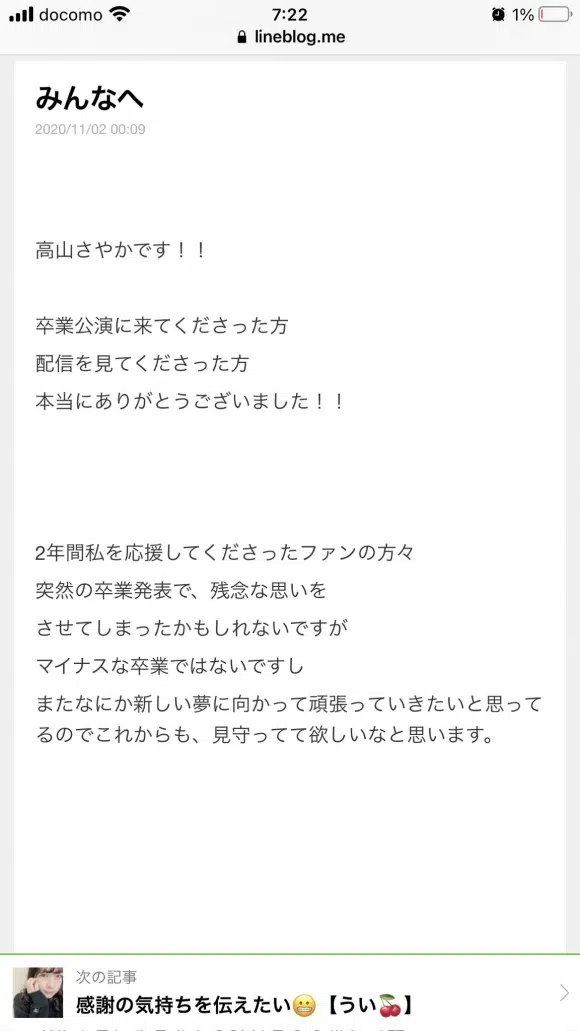 docomo 7:22 1%
lineblog.me
みんなへ
2020/11/02 00:09
高山さやかです！！
卒業公演に来てくださった方
配信を見てくださった方
本当にありがとうございました！！
2年間私を応援してくださったファンの方々
突然の卒業発表で、残念な思いを
させてしまったかもしれないですが
マイナスな卒業ではないですし
またなにか新しい夢に向かって頑張っていきたいと思って
るのでこれからも、見守ってて欲しいなと思います。
次の記事
感謝の気持ちを伝えたい😬【うい🍒】